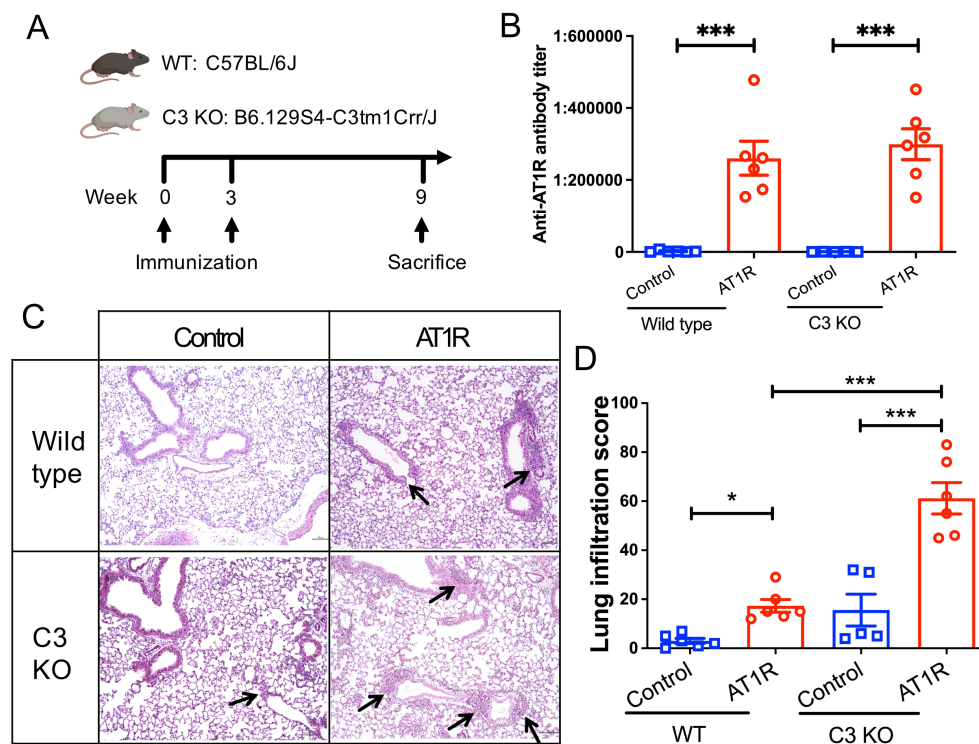 A
WT: C57BL/6J
C3 KO: B6.129S4-C3tm1Crr/J
Week 0 3 9
Immunization Sacrifice
B
Anti-AT1R antibody titer
1:600000
1:400000
1:200000
0
*** ***
Control AT1R Control AT1R
Wild type C3 KO
C
Control AT1R
Wild
type
C3
KO
D
Lung infiltration score
100
80
60
40
20
0
***
***
*
Control AT1R Control AT1R
WT C3 KO